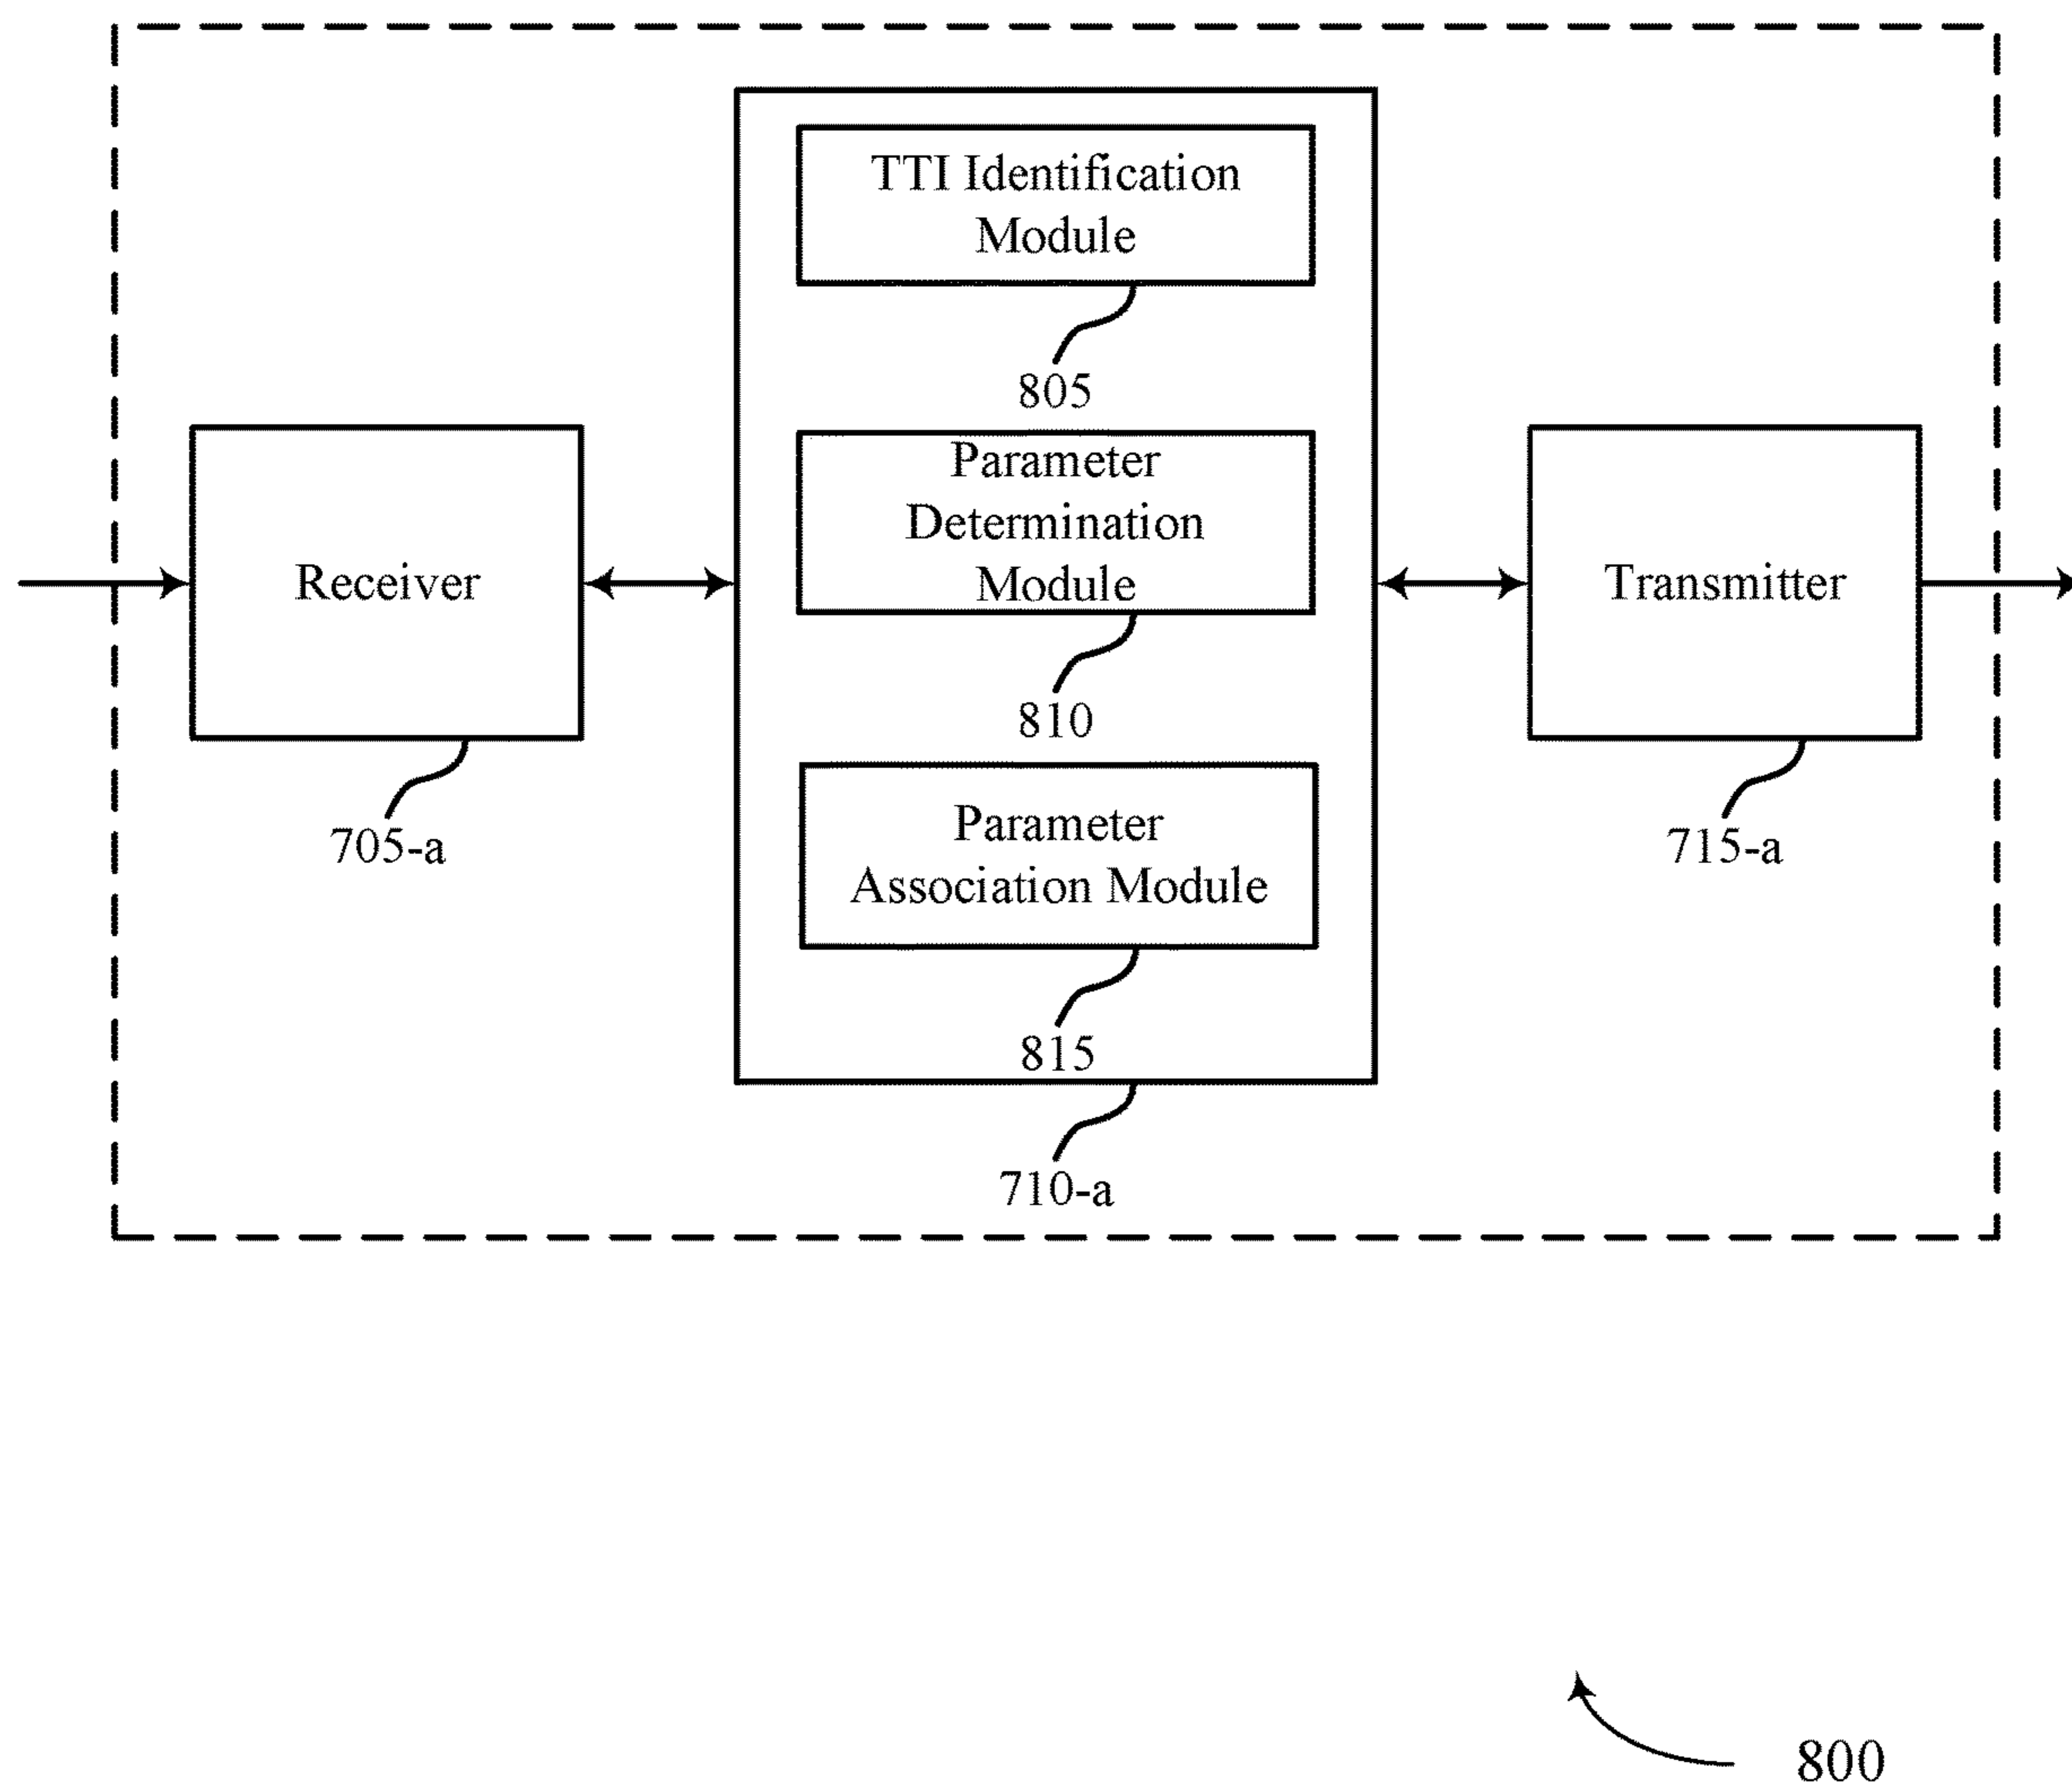 TTI Identification
Module
805
Parameter
Determination
Module
810
Receiver
705-a
Transmitter
715-a
Parameter
Association Module
815
710-a
800